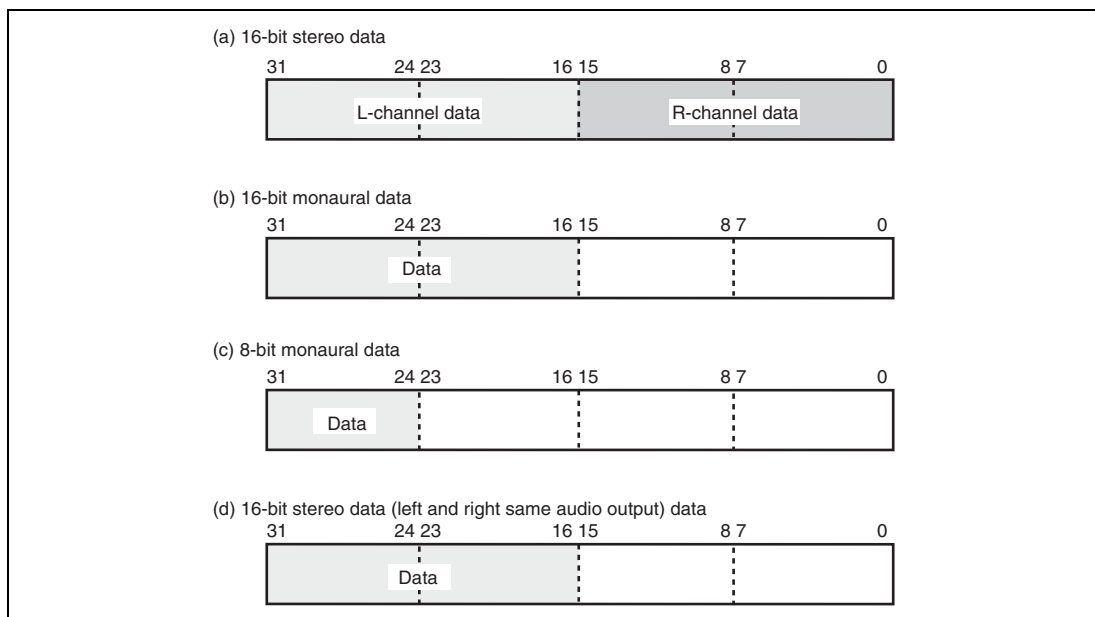 (a) 16-bit stereo data
31 24 23 16 15 8 7 0
L-channel data R-channel data
(b) 16-bit monaural data
31 24 23 16 15 8 7 0
Data
(c) 8-bit monaural data
31 24 23 16 15 8 7 0
Data
(d) 16-bit stereo data (left and right same audio output) data
31 24 23 16 15 8 7 0
Data